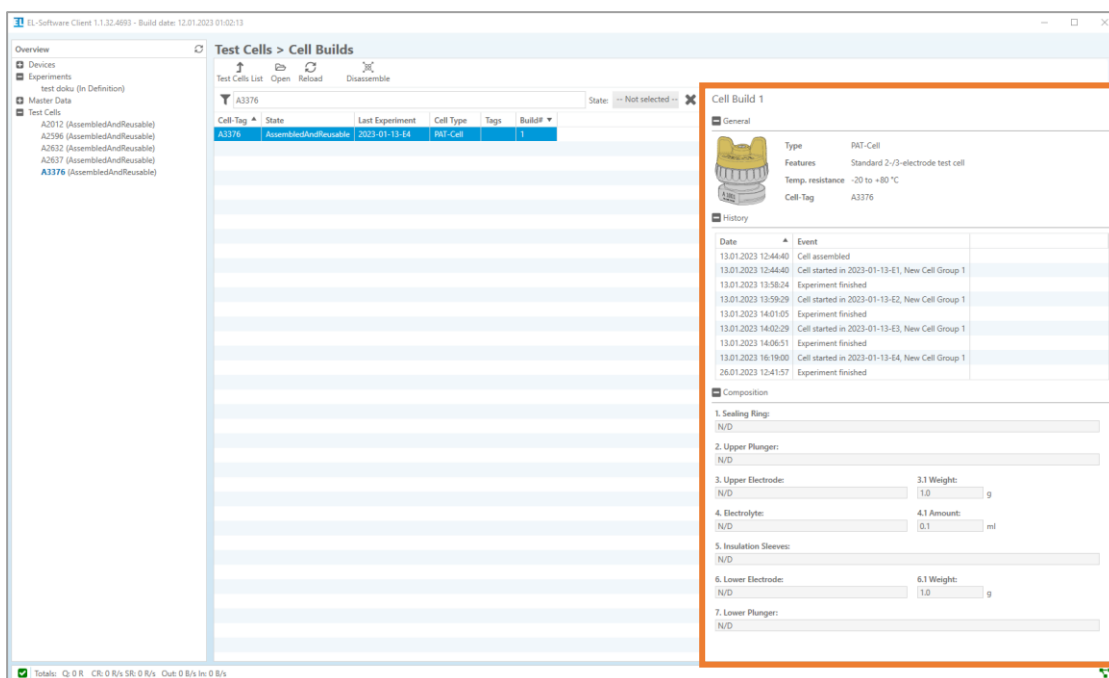 EL-Software Client 1.1.32.4693 - Build date: 12.01.2023 01:02:13
Overview
Devices
Experiments
test doku (In Definition)
Master Data
Test Cells
A2012 (AssembledAndReusable)
A2596 (AssembledAndReusable)
A2632 (AssembledAndReusable)
A2637 (AssembledAndReusable)
A3376 (AssembledAndReusable)
Test Cells > Cell Builds
Test Cells List Open Reload Disassemble
A3376 State: -- Not selected --
Cell-Tag State Last Experiment Cell Type Tags Build#
A3376 AssembledAndReusable 2023-01-13-E4 PAT-Cell 1
Cell Build 1
General
Type PAT-Cell
Features Standard 2-/3-electrode test cell
Temp. resistance -20 to +80 °C
Cell-Tag A3376
History
Date Event
13.01.2023 12:44:40 Cell assembled
13.01.2023 12:44:40 Cell started in 2023-01-13-E1, New Cell Group 1
13.01.2023 13:58:24 Experiment finished
13.01.2023 13:59:29 Cell started in 2023-01-13-E2, New Cell Group 1
13.01.2023 14:01:05 Experiment finished
13.01.2023 14:02:29 Cell started in 2023-01-13-E3, New Cell Group 1
13.01.2023 14:06:51 Experiment finished
13.01.2023 16:19:00 Cell started in 2023-01-13-E4, New Cell Group 1
26.01.2023 12:41:57 Experiment finished
Composition
1. Sealing Ring:
N/D
2. Upper Plunger:
N/D
3. Upper Electrode: 3.1 Weight:
N/D 1.0 g
4. Electrolyte: 4.1 Amount:
N/D 0.1 ml
5. Insulation Sleeves:
N/D
6. Lower Electrode: 6.1 Weight:
N/D 1.0 g
7. Lower Plunger:
N/D
Totals: Q: 0 R CR: 0 R/s SR: 0 R/s Out: 0 B/s In: 0 B/s